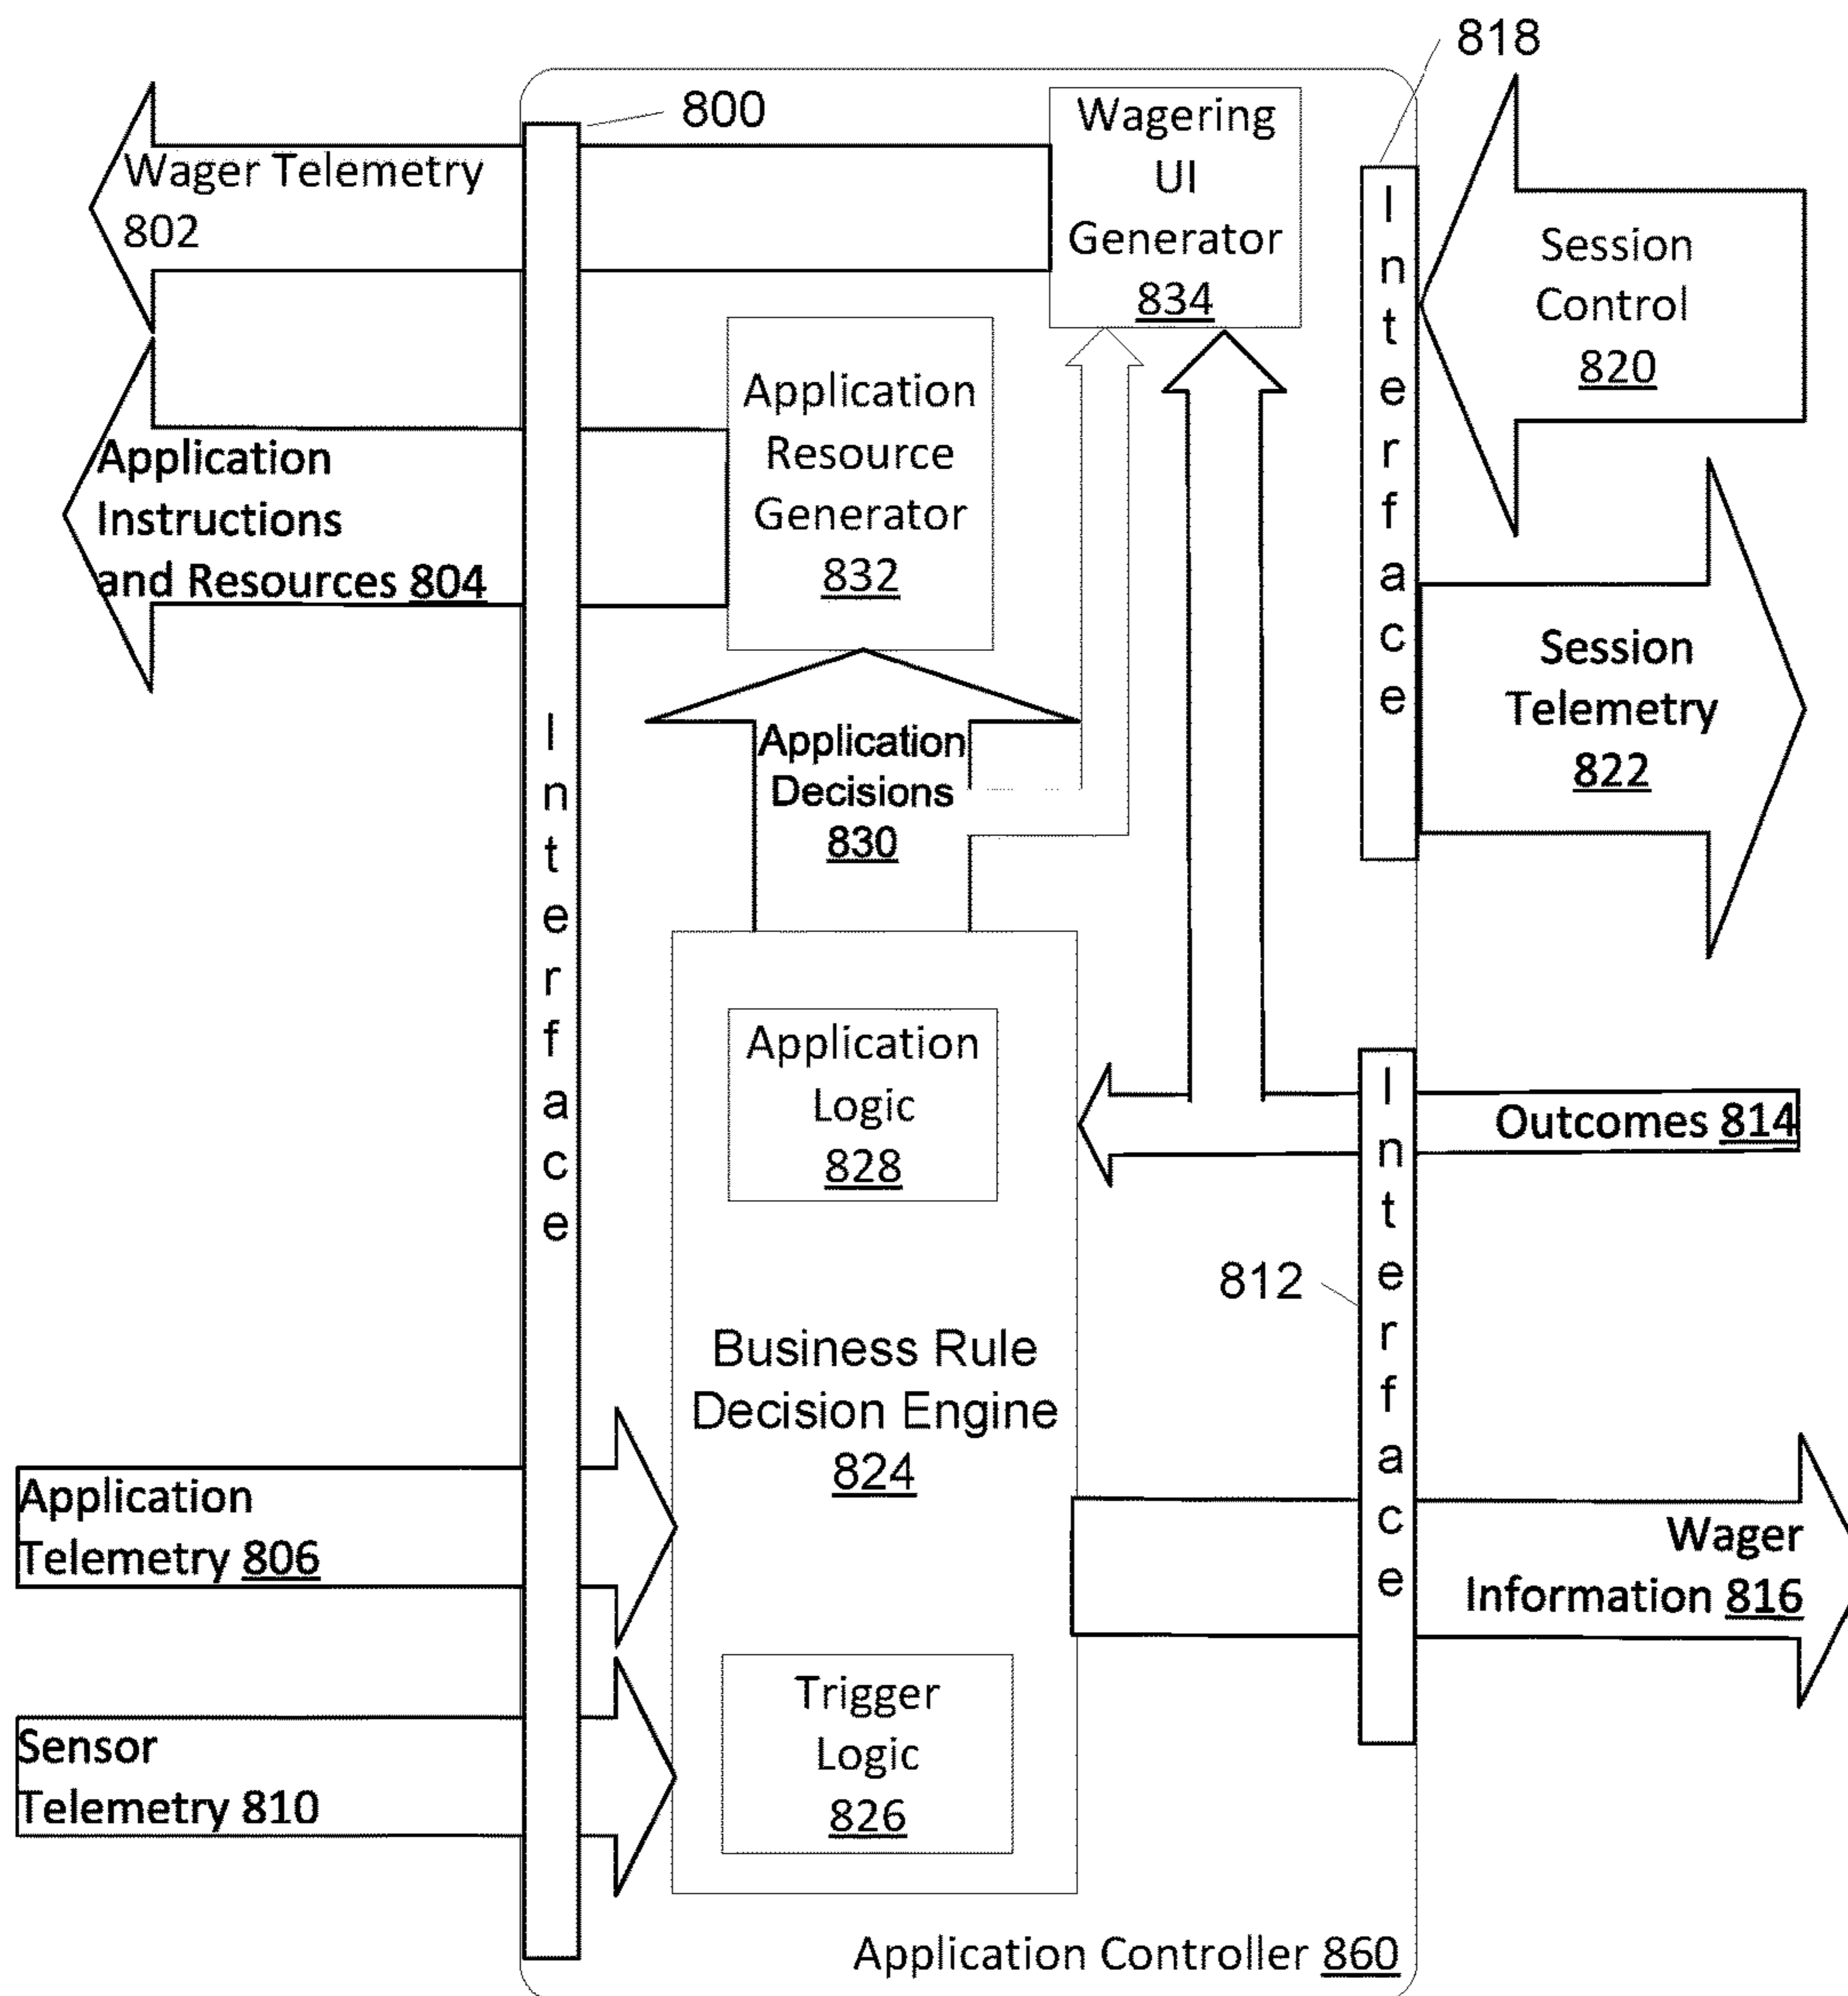 818
800
Wagering
UI
Generator
834
Wager Telemetry
802
Interface
Session
Control
820
Application
Resource
Generator
832
Application
Instructions
and Resources 804
Session
Telemetry
822
Interface
Application
Decisions
830
Application
Logic
828
Interface
Outcomes 814
812
Business Rule
Decision Engine
824
Application
Telemetry 806
Wager
Information 816
Trigger
Logic
826
Sensor
Telemetry 810
Application Controller 860